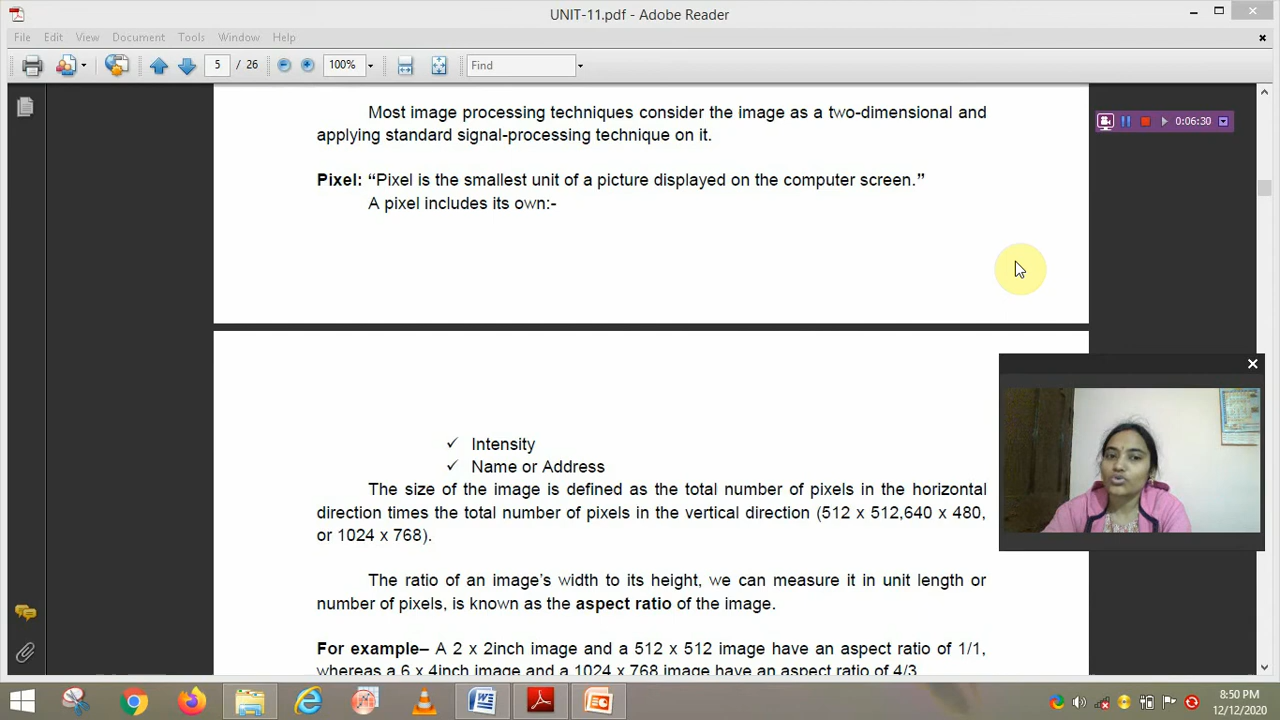 UNIT-11.pdf - Adobe Reader
File Edit View Document Tools Window Help
5 / 26 100% Find
Most image processing techniques consider the image as a two-dimensional and
applying standard signal-processing technique on it.
0:06:30
Pixel: “Pixel is the smallest unit of a picture displayed on the computer screen.”
A pixel includes its own:-
✓ Intensity
✓ Name or Address
The size of the image is defined as the total number of pixels in the horizontal
direction times the total number of pixels in the vertical direction (512 x 512,640 x 480,
or 1024 x 768).
The ratio of an image’s width to its height, we can measure it in unit length or
number of pixels, is known as the aspect ratio of the image.
For example– A 2 x 2inch image and a 512 x 512 image have an aspect ratio of 1/1,
whereas a 6 x 4inch image and a 1024 x 768 image have an aspect ratio of 4/3
8:50 PM
12/12/2020